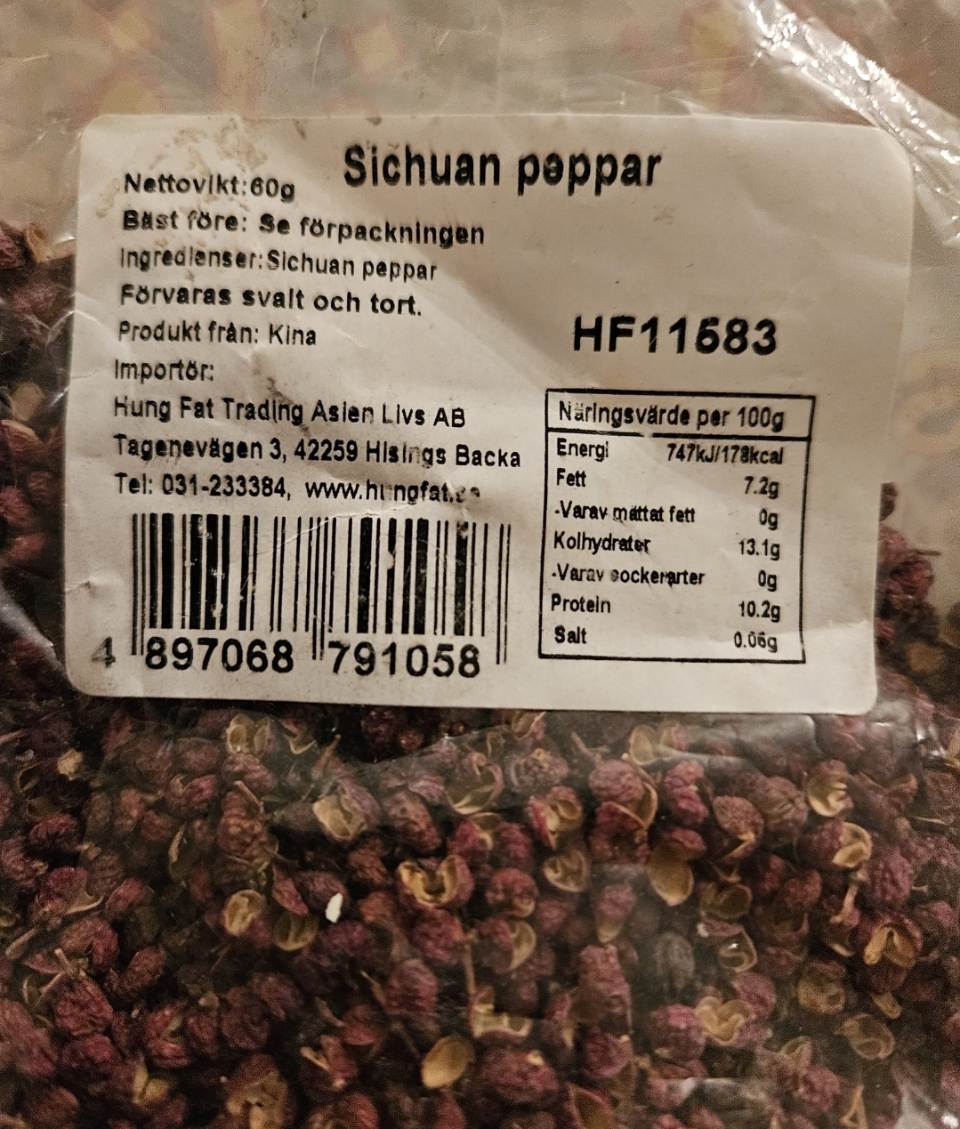 Sichuan peppar
Nettovikt:60g
Bäst före: Se förpackningen
Ingredienser:Sichuan peppar
Förvaras svalt och tort.
Produkt från: Kina
HF11683
Importör:
Hung Fat Trading Asien Livs AB
Tagenevägen 3, 42259 Hisings Backa
Tel: 031-233384,
Näringsvärde per 100g
Energi 747kJ/178kcal
Fett 7.2g
-Varav mättat fett 0g
Kolhydrater 13.1g
-Varav sockerarter 0g
Protein 10.2g
Salt 0.06g
4 897068 791058